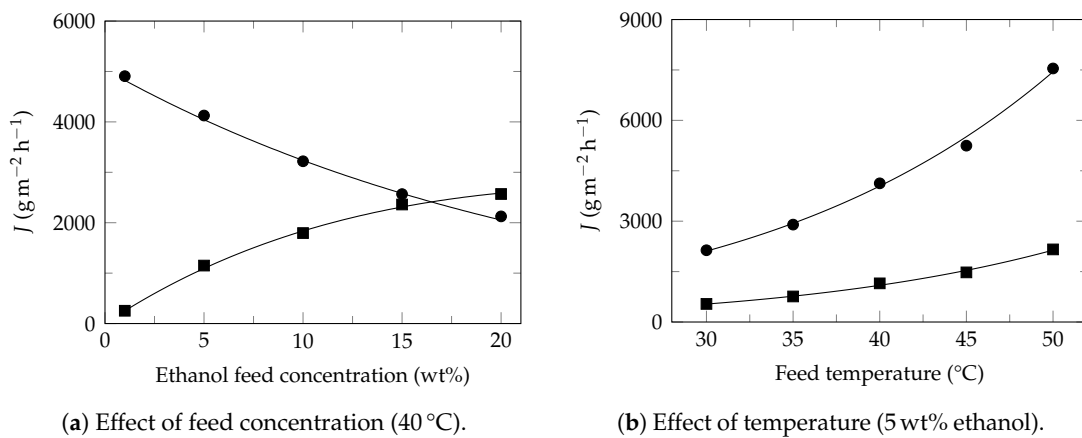 6000
4000
2000
0
J (g m⁻² h⁻¹)
0 5 10 15 20
Ethanol feed concentration (wt%)
(a) Effect of feed concentration (40 °C).
9000
6000
3000
0
J (g m⁻² h⁻¹)
30 35 40 45 50
Feed temperature (°C)
(b) Effect of temperature (5 wt% ethanol).